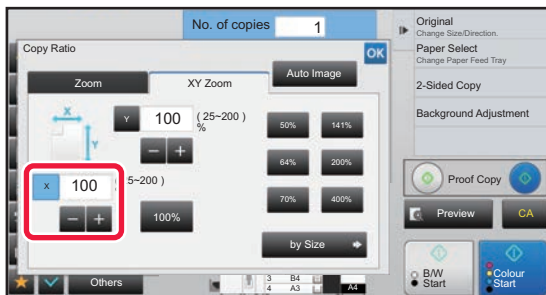 No. of copies 1
Copy Ratio
OK
Zoom
XY Zoom
Auto Image
X
Y
Y 100 ( 25~200 )
%
50% 141%
64% 200%
70% 400%
X 100 5~200 )
100%
by Size
Others
3 B4
4 A3
A4
Original
Change Size/Direction.
Paper Select
Change Paper Feed Tray
2-Sided Copy
Background Adjustment
Proof Copy
Preview
CA
B/W
Start
Colour
Start